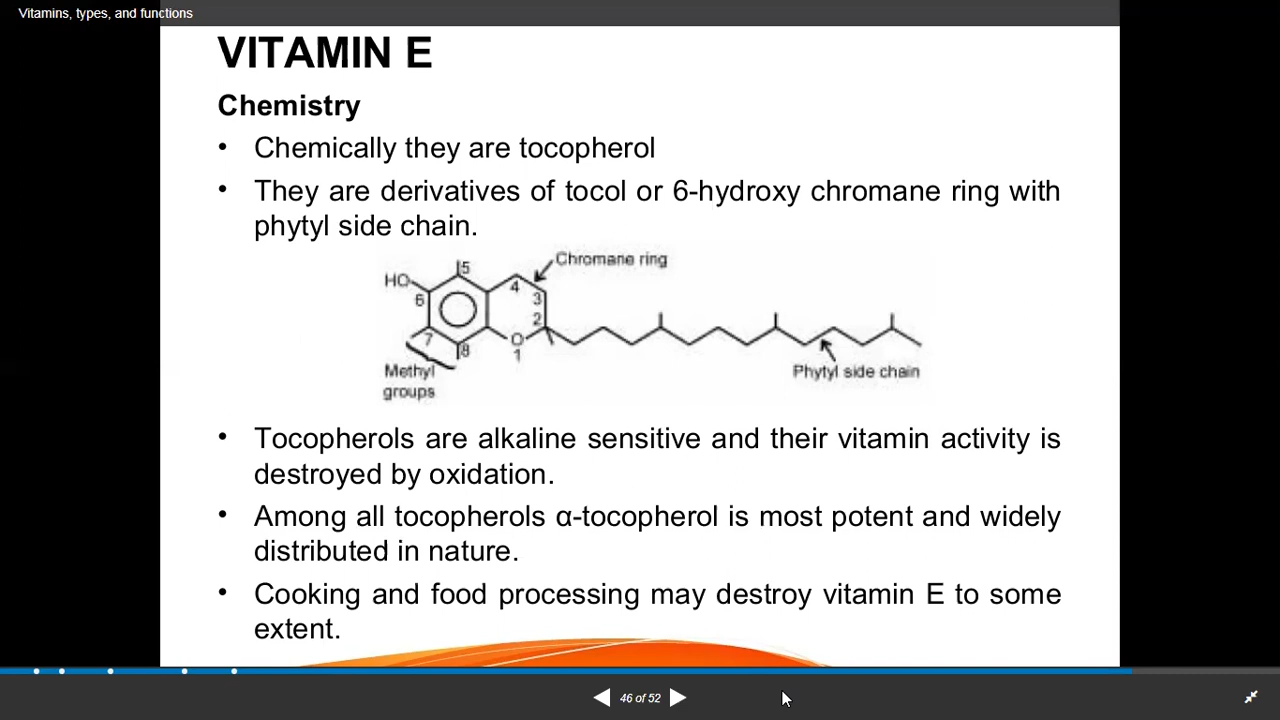 Vitamins, types, and functions
VITAMIN E
Chemistry
• Chemically they are tocopherol
• They are derivatives of tocol or 6-hydroxy chromane ring with
phytyl side chain.
Chromane ring
HO
5
6
4
3
2
7
8
O
1
Methyl
groups
Phytyl side chain
• Tocopherols are alkaline sensitive and their vitamin activity is
destroyed by oxidation.
• Among all tocopherols α-tocopherol is most potent and widely
distributed in nature.
• Cooking and food processing may destroy vitamin E to some
extent.
46 of 52